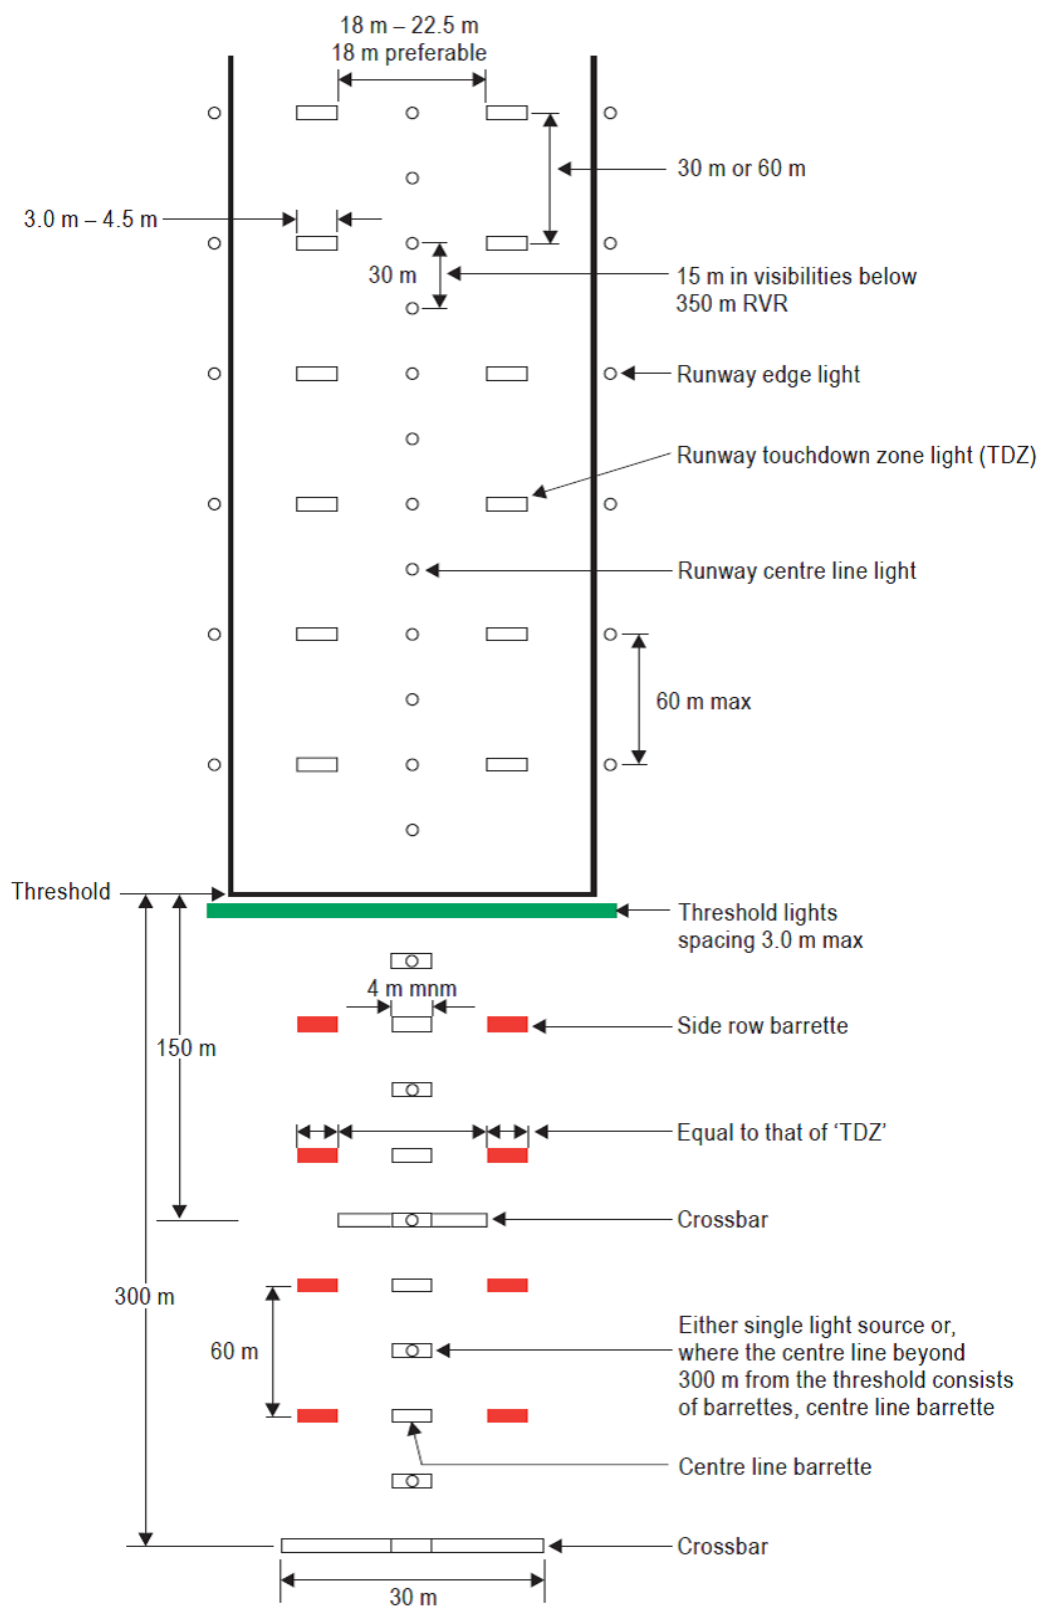 18 m – 22.5 m
18 m preferable
30 m or 60 m
3.0 m – 4.5 m
30 m
15 m in visibilities below
350 m RVR
Runway edge light
Runway touchdown zone light (TDZ)
Runway centre line light
60 m max
Threshold
Threshold lights
spacing 3.0 m max
4 m mnm
Side row barrette
150 m
Equal to that of ‘TDZ’
Crossbar
300 m
60 m
Either single light source or,
where the centre line beyond
300 m from the threshold consists
of barrettes, centre line barrette
Centre line barrette
Crossbar
30 m